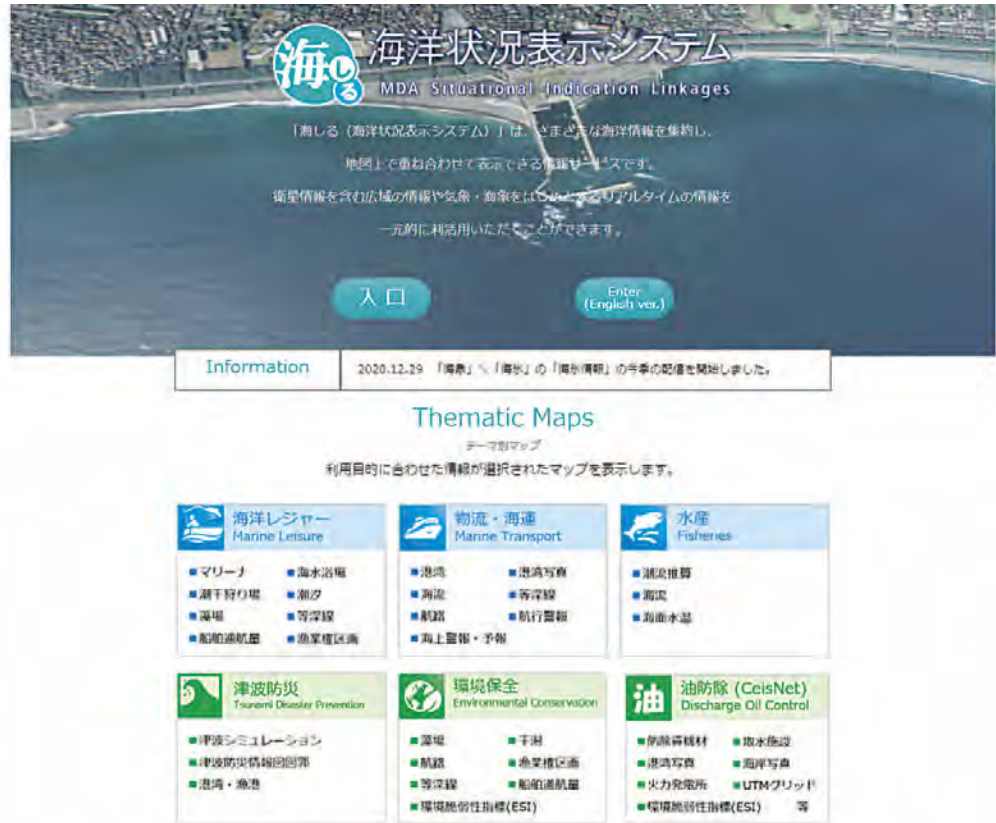 海しる
海洋状況表示システム
MDA Situational Indication Linkages
「海しる（海洋状況表示システム）」は、さまざまな海洋情報を集約し、
地図上で重ね合わせて表示できる情報サービスです。
衛星情報を含む広域の情報や気象・海象をはじめとするリアルタイムの情報を
一元的に利活用いただくことができます。
入口
Enter
(English ver.)
Information
2020.12.29 「海象」＼「海氷」の「海氷情報」の今季の配信を開始しました。
Thematic Maps
テーマ別マップ
利用目的に合わせた情報が選択されたマップを表示します。
海洋レジャー
Marine Leisure
■マリーナ ■海水浴場
■潮干狩り場 ■潮汐
■藻場 ■等深線
■船舶通航量 ■漁業権区画
物流・海運
Marine Transport
■港湾 ■港湾写真
■海流 ■等深線
■航路 ■航行警報
■海上警報・予報
水産
Fisheries
■潮流推算
■海流
■海面水温
津波防災
Tsunami Disaster Prevention
■津波シミュレーション
■津波防災情報図図郭
■港湾・漁港
環境保全
Environmental Conservation
■藻場 ■干潟
■航路 ■漁業権区画
■等深線 ■船舶通航量
■環境脆弱性指標(ESI)
油
油防除 (CeisNet)
Discharge Oil Control
■防除資機材 ■取水施設
■港湾写真 ■海岸写真
■火力発電所 ■UTMグリッド
■環境脆弱性指標(ESI) 等